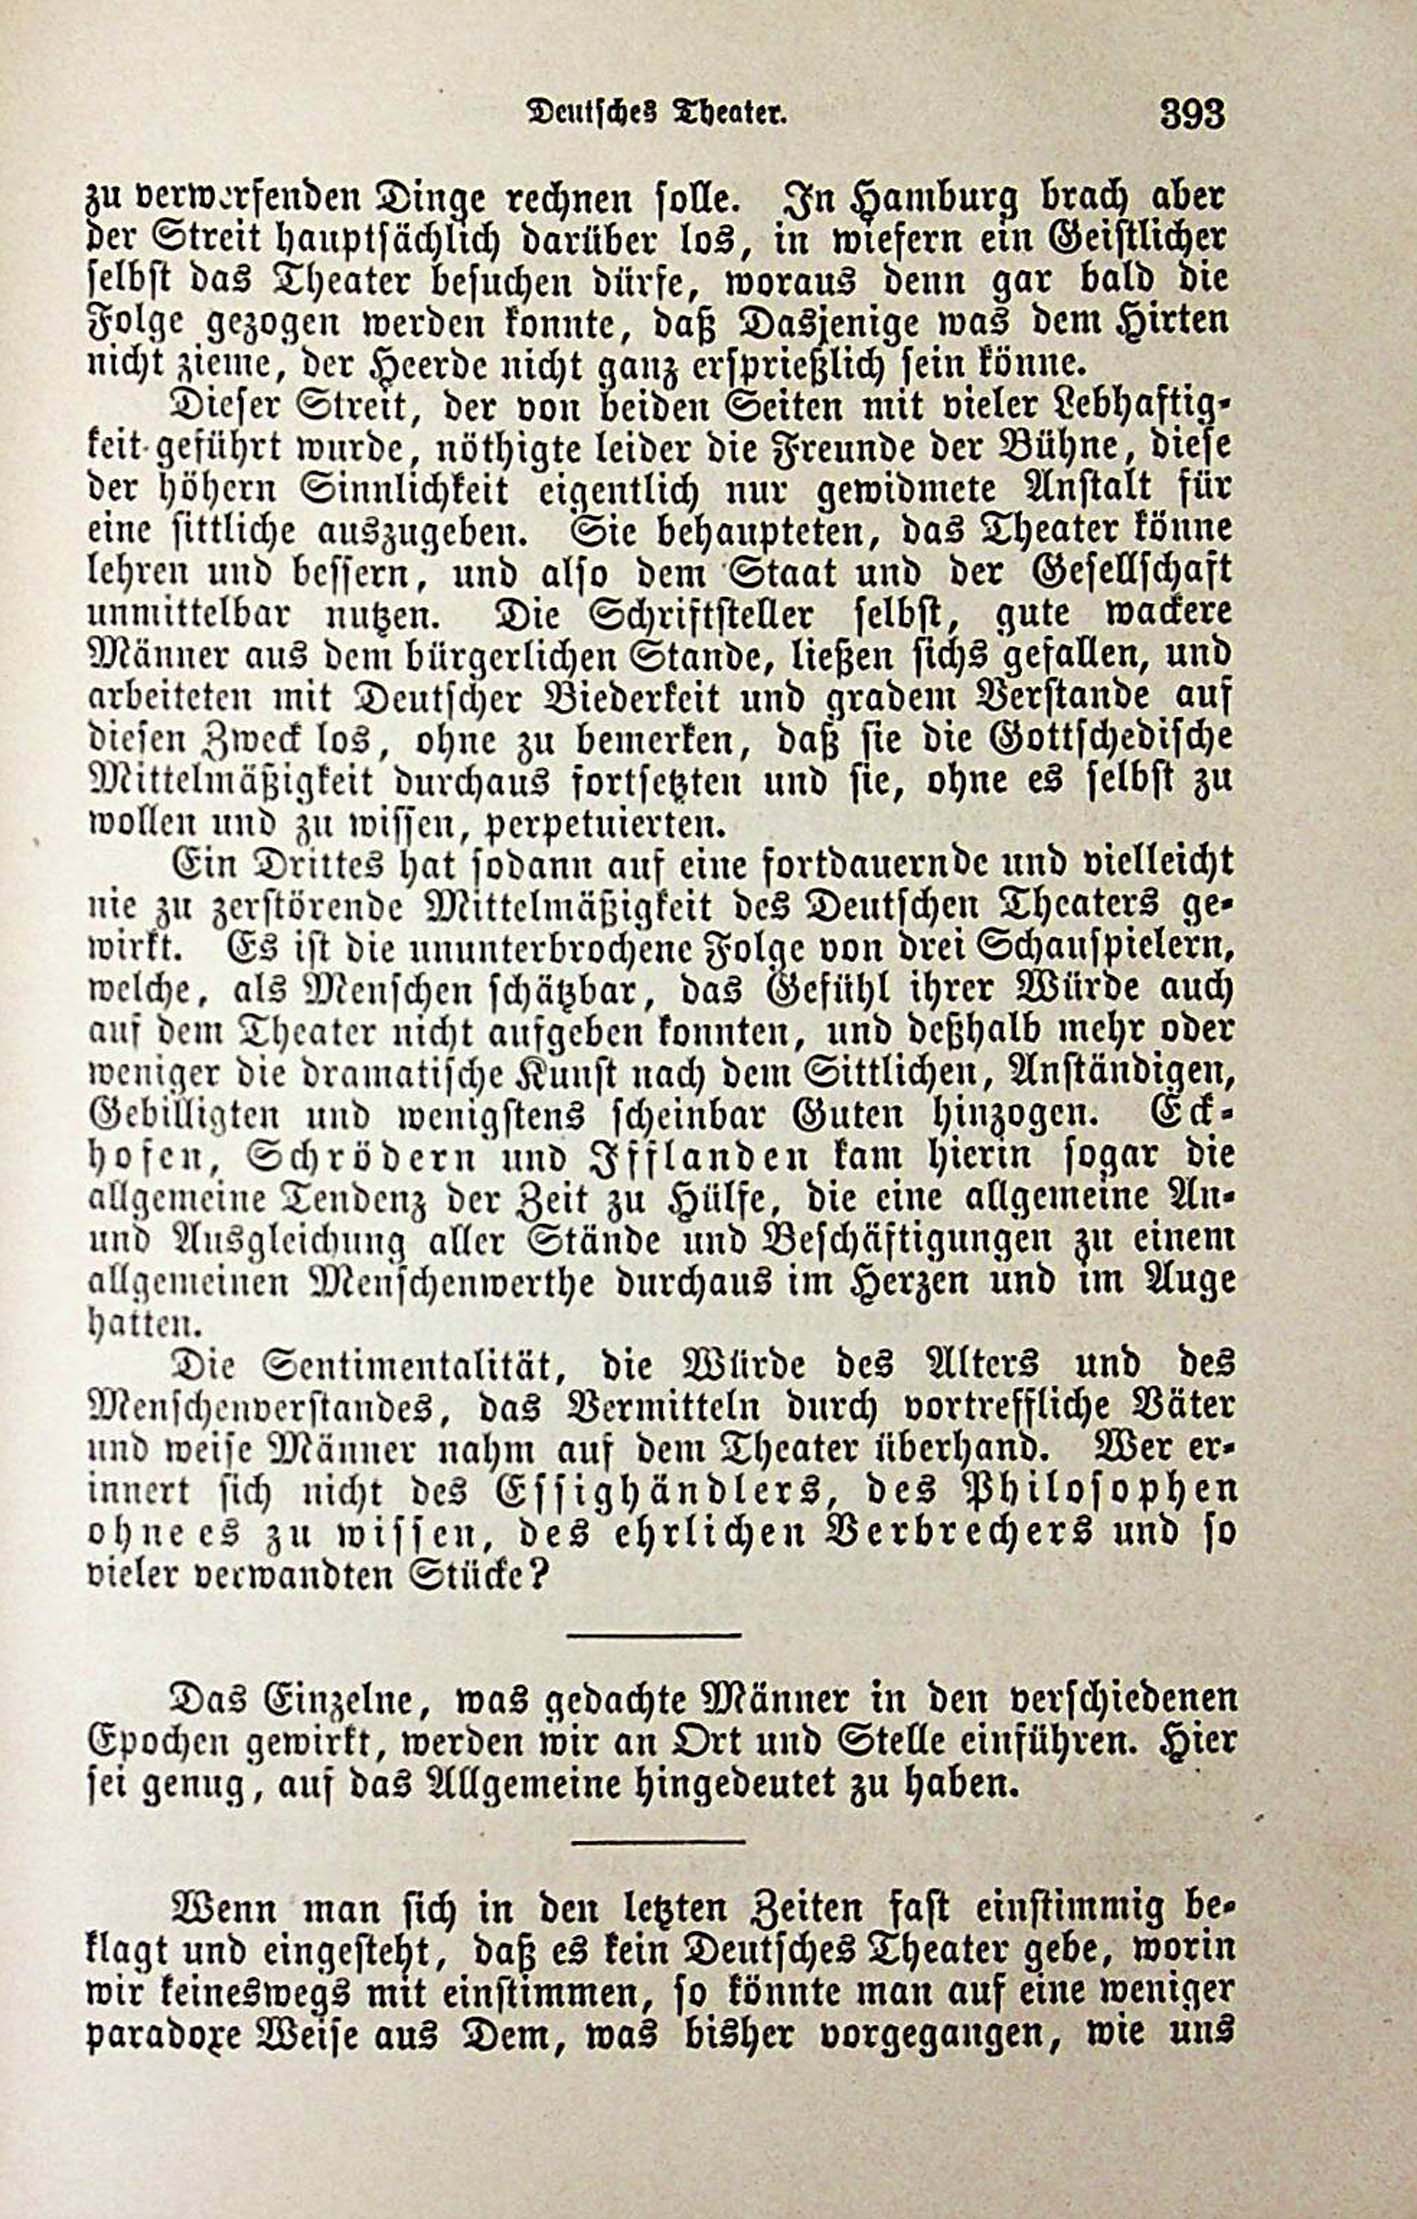 Deutsches Theater. 393
zu verwerfenden Dinge rechnen solle. In Hamburg brach aber
der Streit hauptsächlich darüber los, in wiefern ein Geistlicher
selbst das Theater besuchen dürfe, woraus denn gar bald die
Folge gezogen werden konnte, daß Dasjenige was dem Hirten
nicht zieme, der Heerde nicht ganz ersprießlich sein könne.
Dieser Streit, der von beiden Seiten mit vieler Lebhaftig-
keit geführt wurde, nöthigte leider die Freunde der Bühne, diese
der höhern Sinnlichkeit eigentlich nur gewidmete Anstalt für
eine sittliche auszugeben. Sie behaupteten, das Theater könne
lehren und bessern, und also dem Staat und der Gesellschaft
unmittelbar nutzen. Die Schriftsteller selbst, gute wackere
Männer aus dem bürgerlichen Stande, ließen sichs gefallen, und
arbeiteten mit Deutscher Biederkeit und gradem Verstande auf
diesen Zweck los, ohne zu bemerken, daß sie die Gottschedische
Mittelmäßigkeit durchaus fortsetzten und sie, ohne es selbst zu
wollen und zu wissen, perpetuierten.
Ein Drittes hat sodann auf eine fortdauernde und vielleicht
nie zu zerstörende Mittelmäßigkeit des Deutschen Theaters ge-
wirkt. Es ist die ununterbrochene Folge von drei Schauspielern,
welche, als Menschen schätzbar, das Gefühl ihrer Würde auch
auf dem Theater nicht aufgeben konnten, und deßhalb mehr oder
weniger die dramatische Kunst nach dem Sittlichen, Anständigen,
Gebilligten und wenigstens scheinbar Guten hinzogen. Eck-
hofen, Schrödern und Ifflanden kam hierin sogar die
allgemeine Tendenz der Zeit zu Hülfe, die eine allgemeine An-
und Ausgleichung aller Stände und Beschäftigungen zu einem
allgemeinen Menschenwerthe durchaus im Herzen und im Auge
hatten.
Die Sentimentalität, die Würde des Alters und des
Menschenverstandes, das Vermitteln durch vortreffliche Väter
und weise Männer nahm auf dem Theater überhand. Wer er-
innert sich nicht des Essighändlers, des Philosophen
ohne es zu wissen, des ehrlichen Verbrechers und so
vieler verwandten Stücke?
Das Einzelne, was gedachte Männer in den verschiedenen
Epochen gewirkt, werden wir an Ort und Stelle einführen. Hier
sei genug, auf das Allgemeine hingedeutet zu haben.
Wenn man sich in den letzten Zeiten fast einstimmig be-
klagt und eingesteht, daß es kein Deutsches Theater gebe, worin
wir keineswegs mit einstimmen, so könnte man auf eine weniger
paradoxe Weise aus Dem, was bisher vorgegangen, wie uns